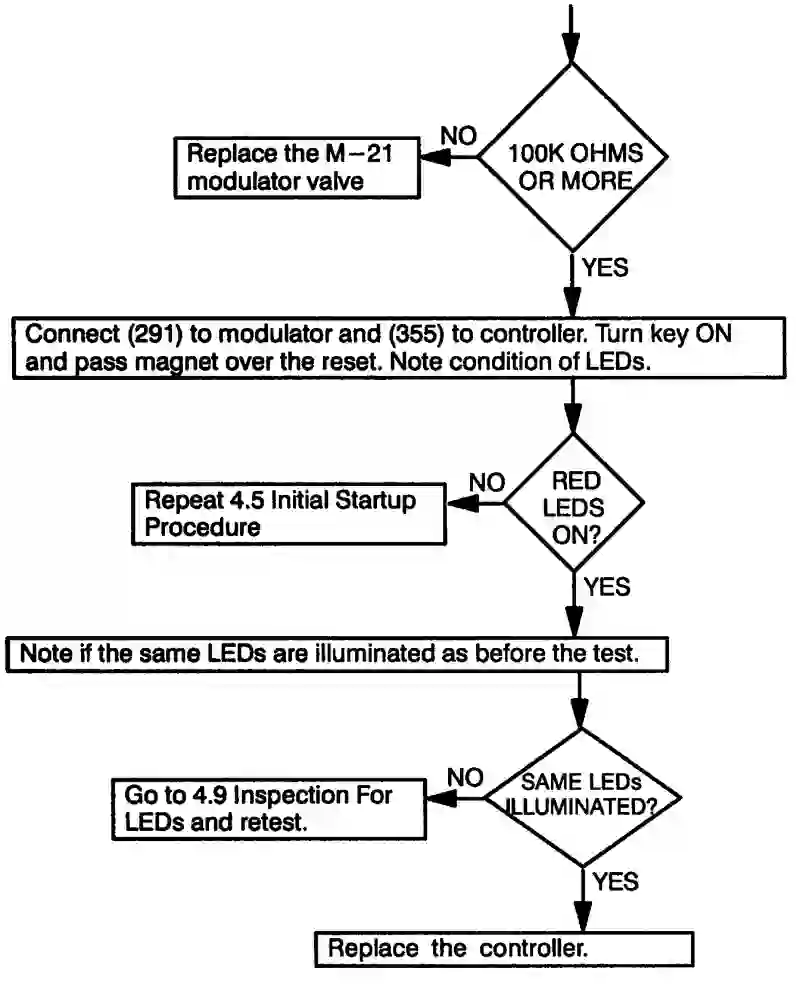 100K OHMS
OR MORE
NO
Replace the M-21
modulator valve
YES
Connect (291) to modulator and (355) to controller. Turn key ON
and pass magnet over the reset. Note condition of LEDs.
RED
LEDS
ON?
NO
Repeat 4.5 Initial Startup
Procedure
YES
Note if the same LEDs are illuminated as before the test.
SAME LEDs
ILLUMINATED?
NO
Go to 4.9 Inspection For
LEDs and retest.
YES
Replace the controller.